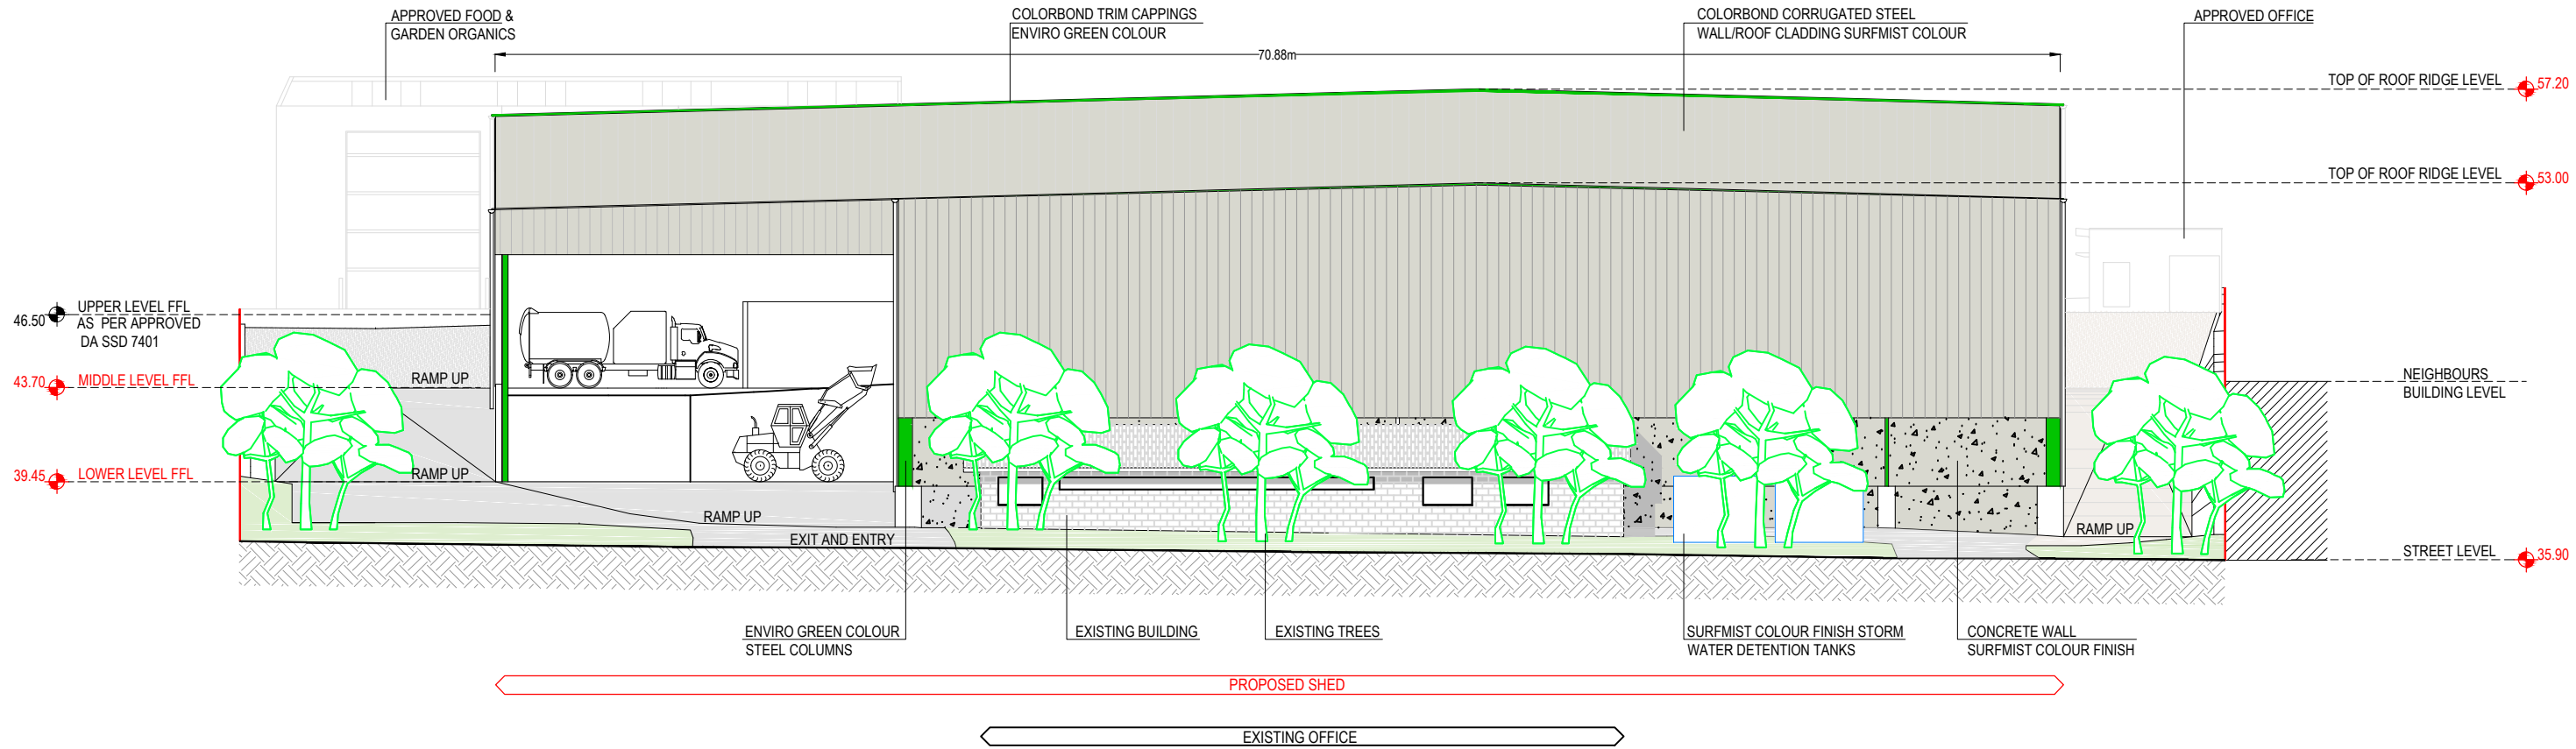 APPROVED FOOD &
GARDEN ORGANICS
COLORBOND TRIM CAPPINGS
ENVIRO GREEN COLOUR
COLORBOND CORRUGATED STEEL
WALL/ROOF CLADDING SURFMIST COLOUR
APPROVED OFFICE
70.88m
TOP OF ROOF RIDGE LEVEL 57.20
TOP OF ROOF RIDGE LEVEL 53.00
46.50 UPPER LEVEL FFL
AS PER APPROVED
DA SSD 7401
43.70 MIDDLE LEVEL FFL
RAMP UP
NEIGHBOURS
BUILDING LEVEL
39.45 LOWER LEVEL FFL
RAMP UP
RAMP UP
EXIT AND ENTRY
RAMP UP
STREET LEVEL 35.90
ENVIRO GREEN COLOUR
STEEL COLUMNS
EXISTING BUILDING
EXISTING TREES
SURFMIST COLOUR FINISH STORM
WATER DETENTION TANKS
CONCRETE WALL
SURFMIST COLOUR FINISH
PROPOSED SHED
EXISTING OFFICE